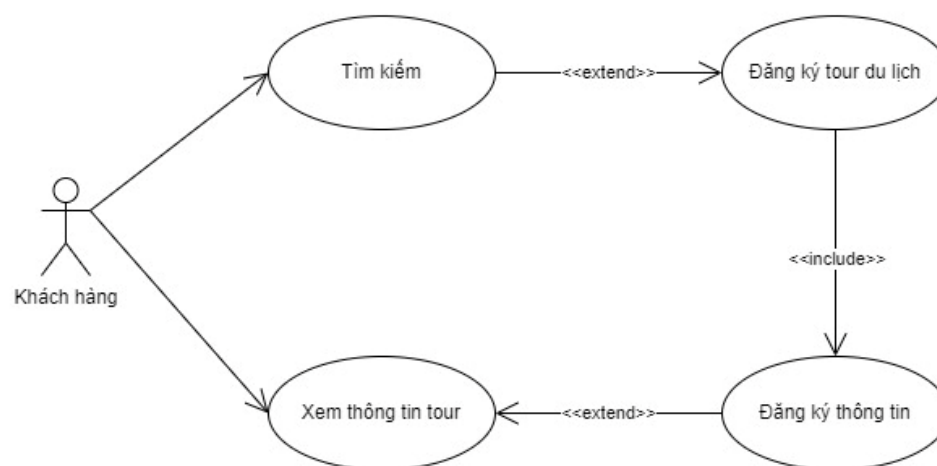 Tìm kiếm
<<extend>>
Đăng ký tour du lịch
Khách hàng
<<include>>
Xem thông tin tour
<<extend>>
Đăng ký thông tin